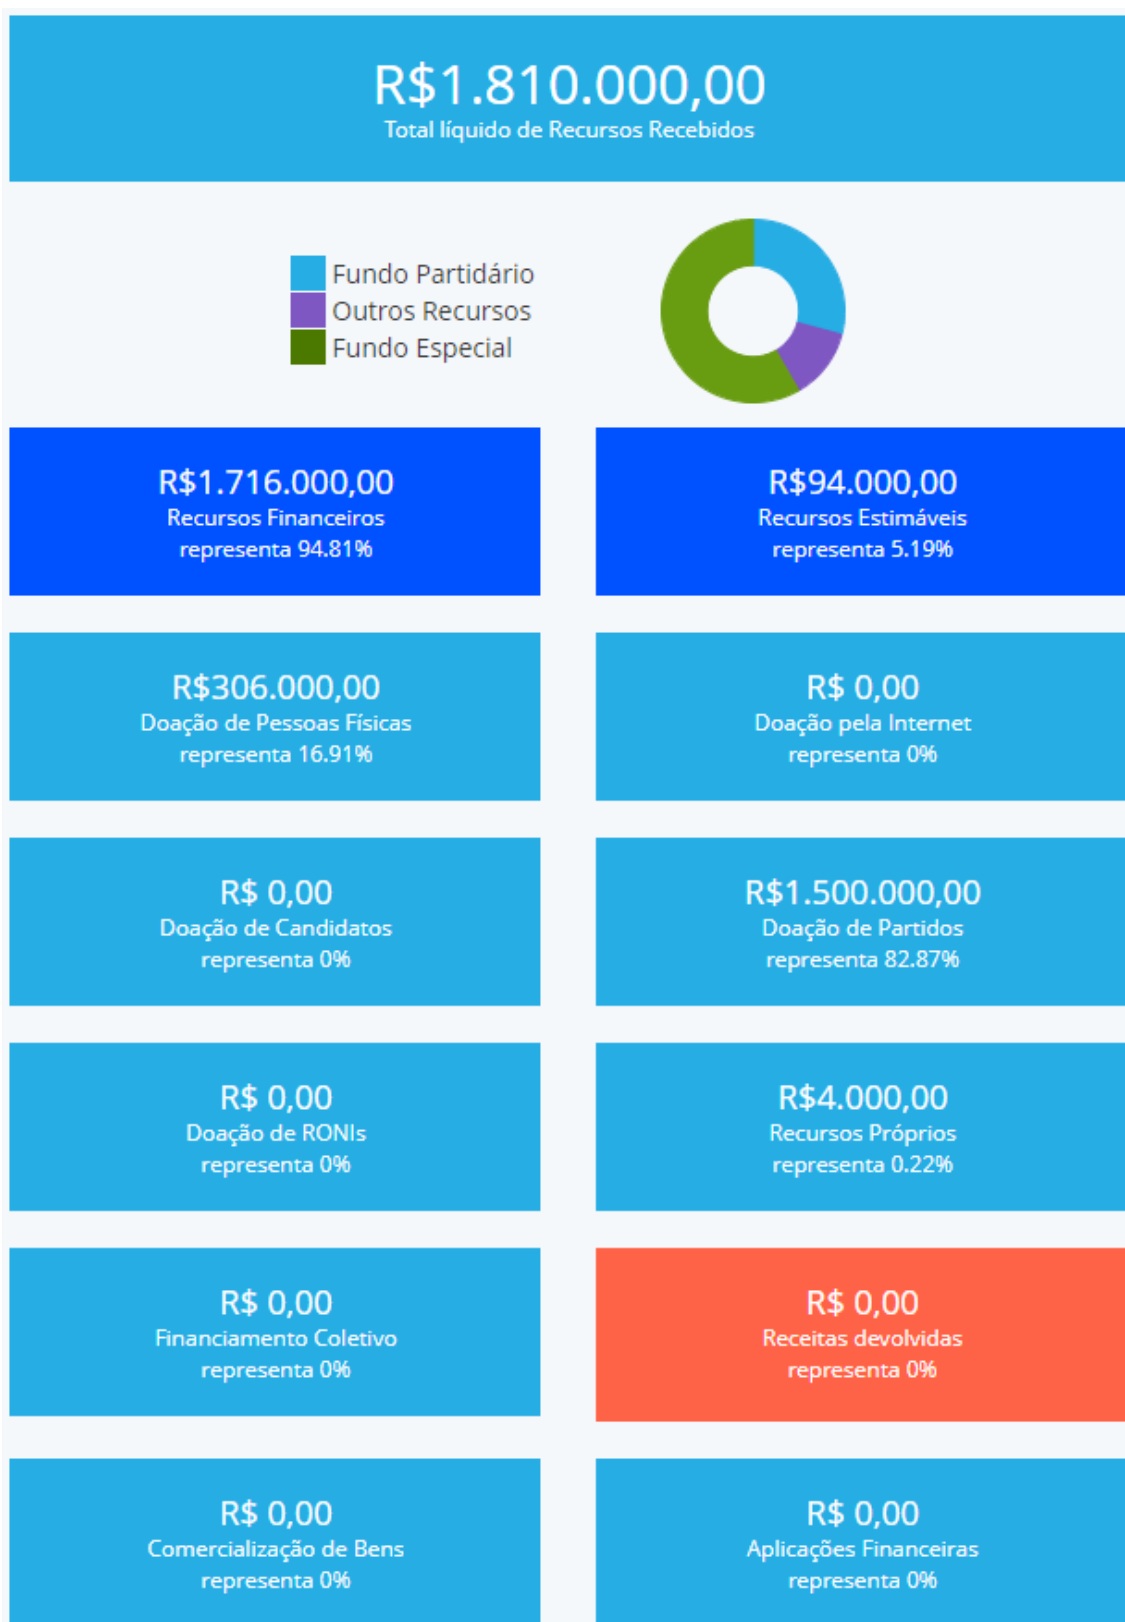 R$1.810.000,00
Total líquido de Recursos Recebidos
Fundo Partidário
Outros Recursos
Fundo Especial
R$1.716.000,00
Recursos Financeiros
representa 94.81%
R$94.000,00
Recursos Estimáveis
representa 5.19%
R$306.000,00
Doação de Pessoas Físicas
representa 16.91%
R$ 0,00
Doação pela Internet
representa 0%
R$ 0,00
Doação de Candidatos
representa 0%
R$1.500.000,00
Doação de Partidos
representa 82.87%
R$ 0,00
Doação de RONIs
representa 0%
R$4.000,00
Recursos Próprios
representa 0.22%
R$ 0,00
Financiamento Coletivo
representa 0%
R$ 0,00
Receitas devolvidas
representa 0%
R$ 0,00
Comercialização de Bens
representa 0%
R$ 0,00
Aplicações Financeiras
representa 0%